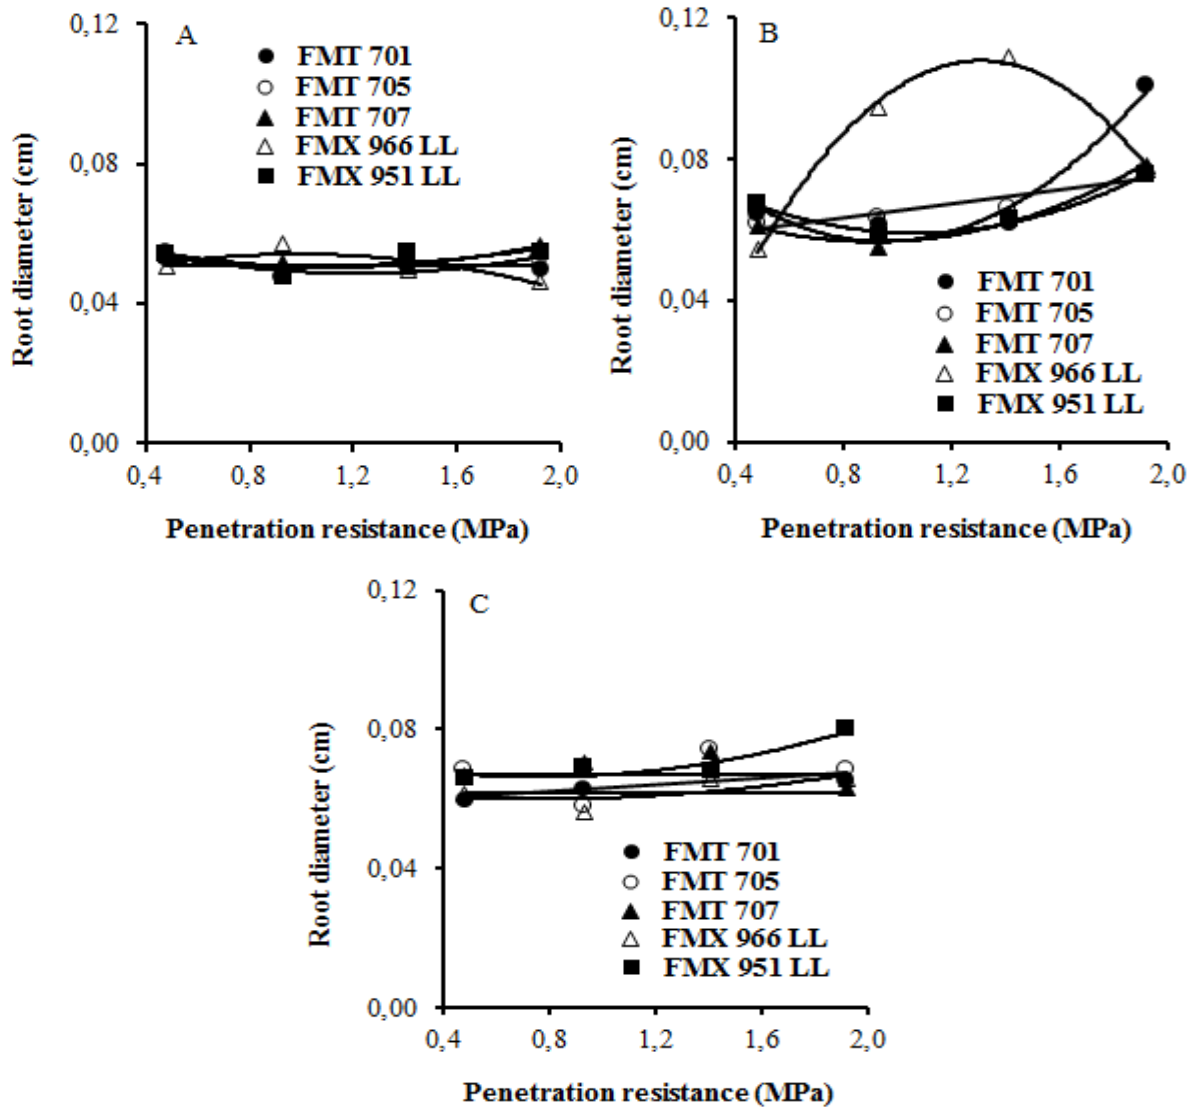 A
0,12
0,08
0,04
0,00
Root diameter (cm)
FMT 701
FMT 705
FMT 707
FMX 966 LL
FMX 951 LL
0,4 0,8 1,2 1,6 2,0
Penetration resistance (MPa)
B
0,12
0,08
0,04
0,00
Root diameter (cm)
FMT 701
FMT 705
FMT 707
FMX 966 LL
FMX 951 LL
0,4 0,8 1,2 1,6 2,0
Penetration resistance (MPa)
C
0,12
0,08
0,04
0,00
Root diameter (cm)
FMT 701
FMT 705
FMT 707
FMX 966 LL
FMX 951 LL
0,4 0,8 1,2 1,6 2,0
Penetration resistance (MPa)